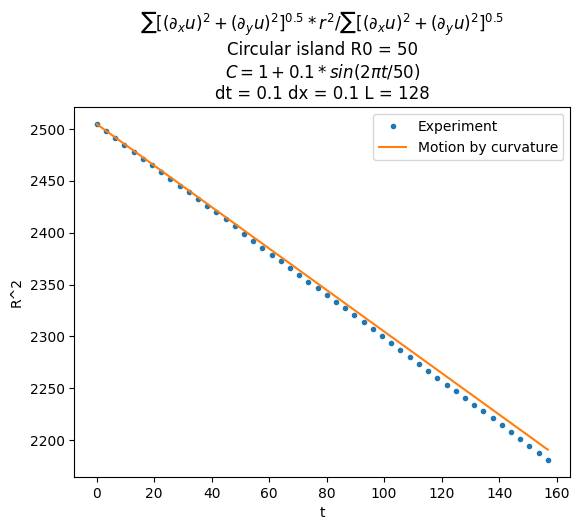 ∑[(∂ₓu)² + (∂ᵧu)²]⁰·⁵ * r²/∑[(∂ₓu)² + (∂ᵧu)²]⁰·⁵
Circular island R0 = 50
C = 1 + 0.1 * sin(2πt/50)
dt = 0.1 dx = 0.1 L = 128
Experiment
Motion by curvature
2500
2450
2400
2350
2300
2250
2200
R^2
0 20 40 60 80 100 120 140 160
t